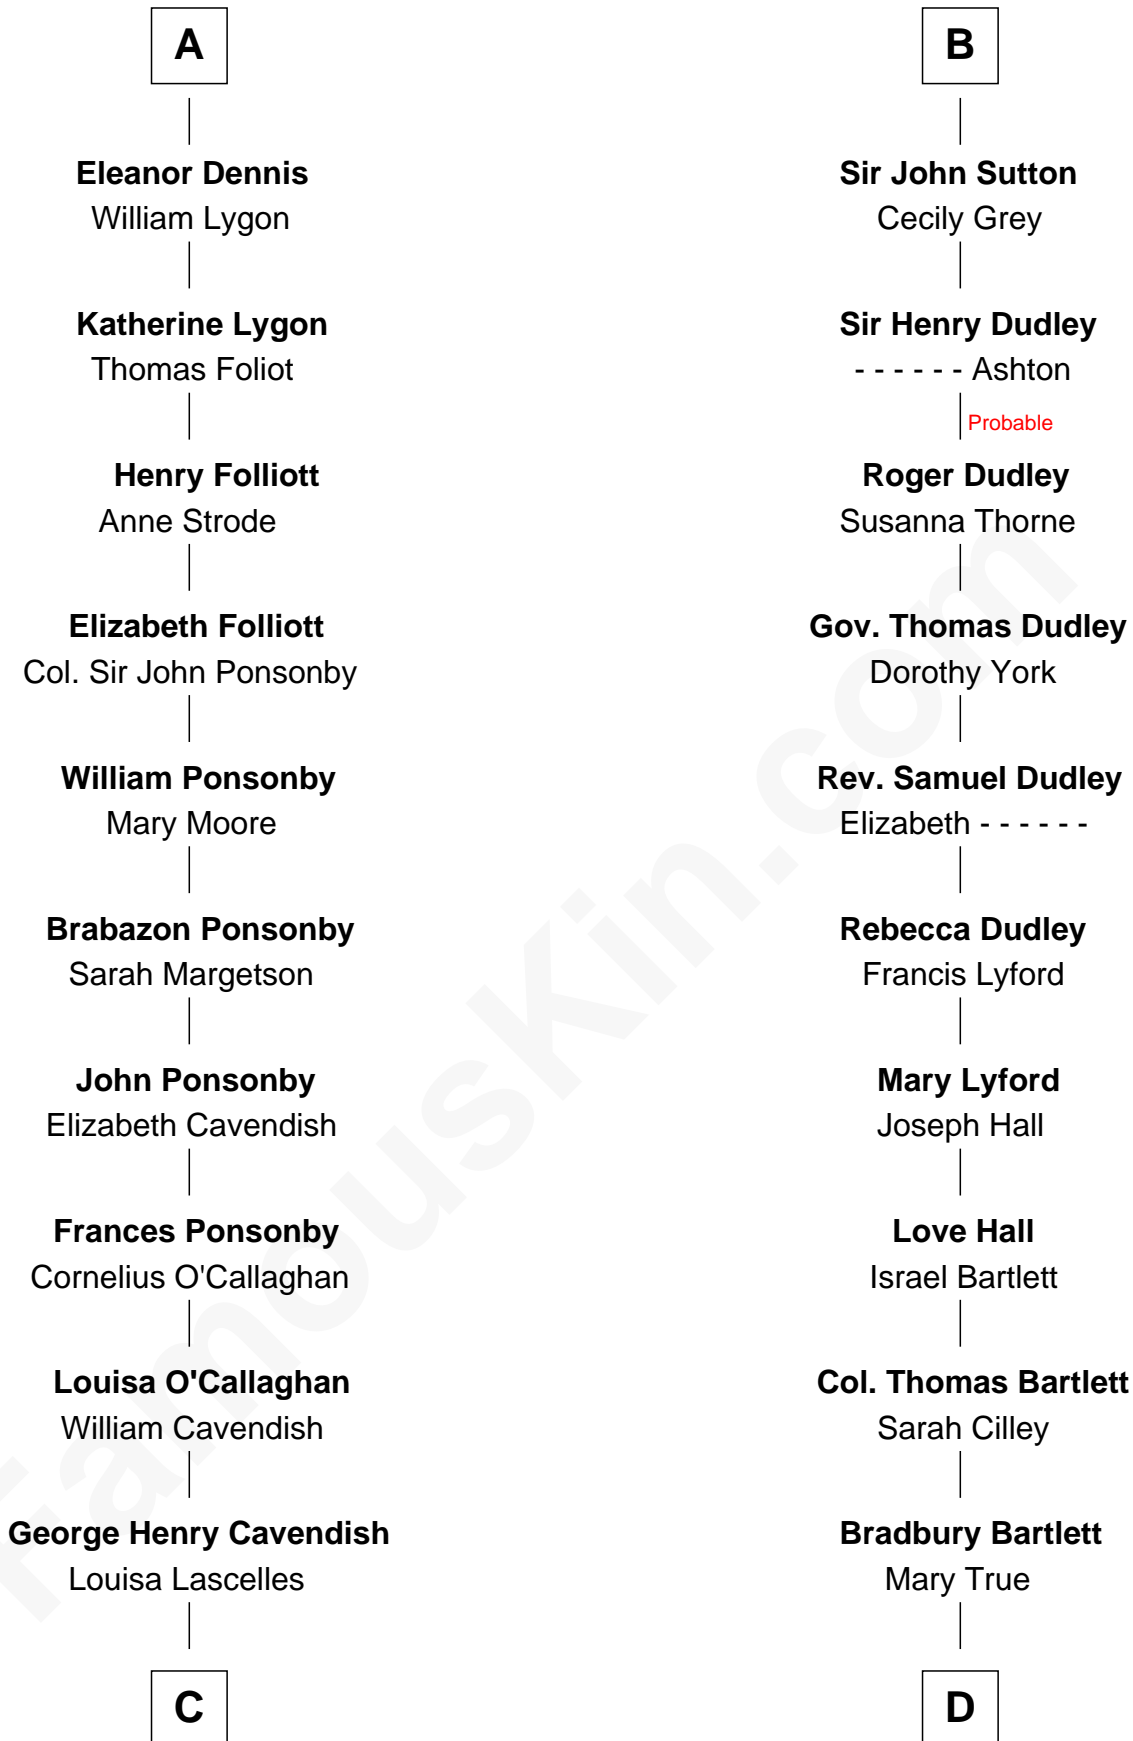 A
Eleanor Dennis
William Lygon
Katherine Lygon
Thomas Foliot
Henry Folliott
Anne Strode
Elizabeth Folliott
Col. Sir John Ponsonby
William Ponsonby
Mary Moore
Brabazon Ponsonby
Sarah Margetson
John Ponsonby
Elizabeth Cavendish
Frances Ponsonby
Cornelius O'Callaghan
Louisa O'Callaghan
William Cavendish
George Henry Cavendish
Louisa Lascelles
C
B
Sir John Sutton
Cecily Grey
Sir Henry Dudley
- - - - - - Ashton
Probable
Roger Dudley
Susanna Thorne
Gov. Thomas Dudley
Dorothy York
Rev. Samuel Dudley
Elizabeth - - - - - -
Rebecca Dudley
Francis Lyford
Mary Lyford
Joseph Hall
Love Hall
Israel Bartlett
Col. Thomas Bartlett
Sarah Cilley
Bradbury Bartlett
Mary True
D
FamousKin.com